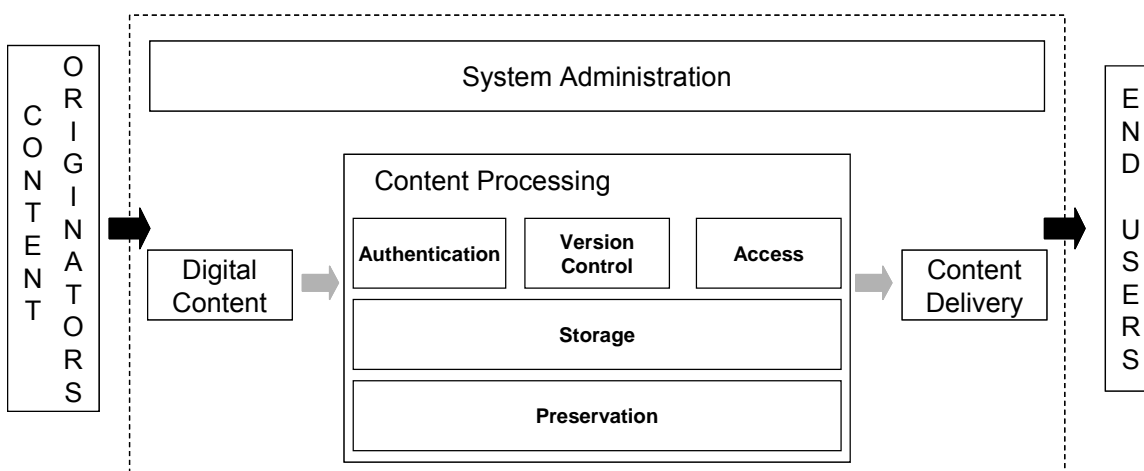 CONTENT
ORIGINATORS
System Administration
Content Processing
Authentication
Version
Control
Access
Storage
Preservation
Digital
Content
Content
Delivery
END USERS